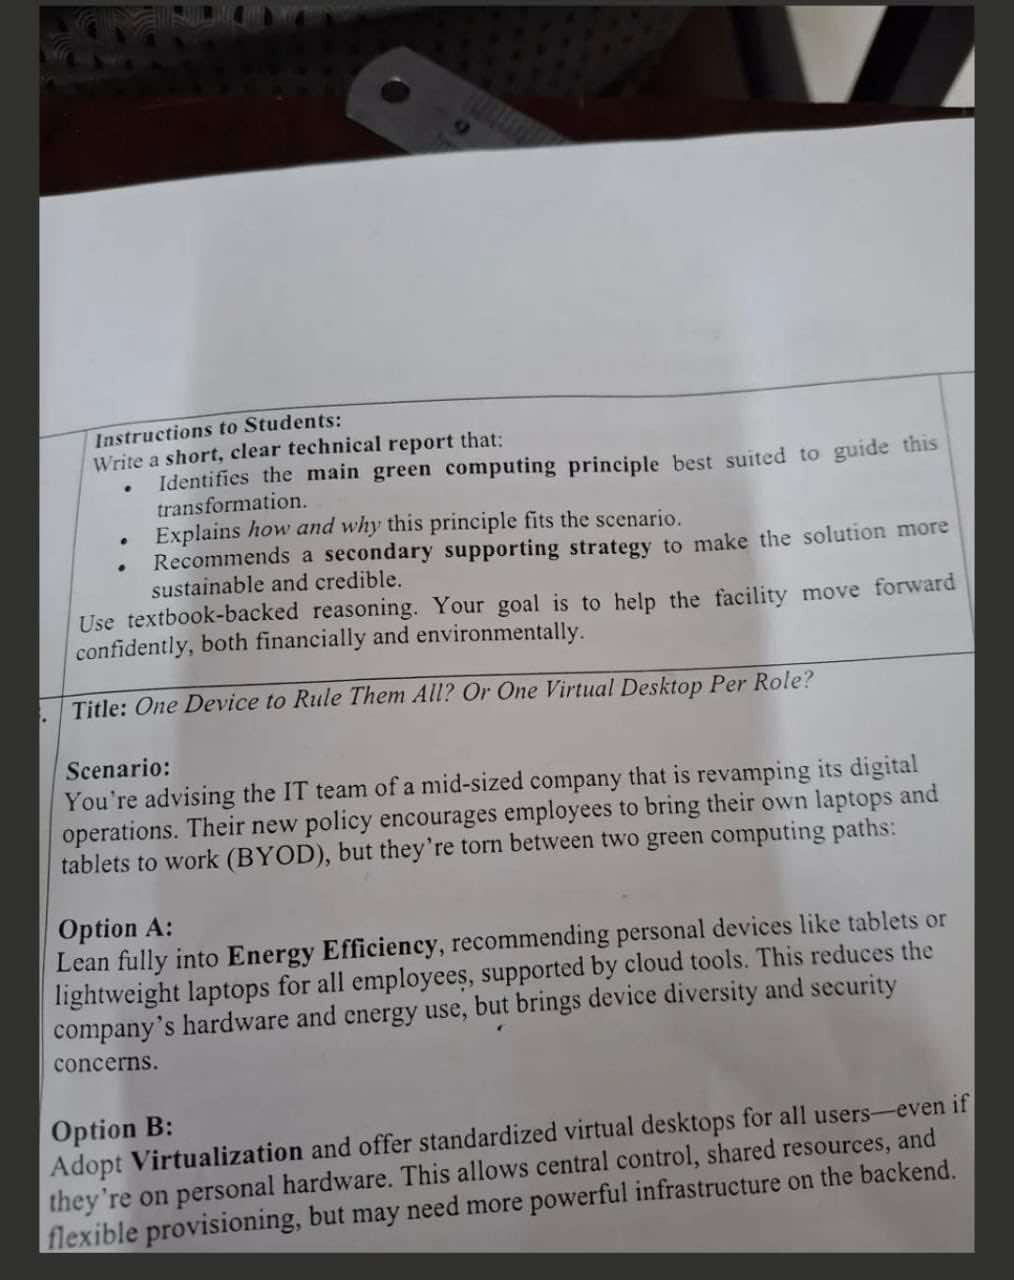 Instructions to Students:
Write a short, clear technical report that:
• Identifies the main green computing principle best suited to guide this
transformation.
• Explains how and why this principle fits the scenario.
• Recommends a secondary supporting strategy to make the solution more
sustainable and credible.
Use textbook-backed reasoning. Your goal is to help the facility move forward
confidently, both financially and environmentally.
Title: One Device to Rule Them All? Or One Virtual Desktop Per Role?
Scenario:
You're advising the IT team of a mid-sized company that is revamping its digital
operations. Their new policy encourages employees to bring their own laptops and
tablets to work (BYOD), but they're torn between two green computing paths:
Option A:
Lean fully into Energy Efficiency, recommending personal devices like tablets or
lightweight laptops for all employees, supported by cloud tools. This reduces the
company's hardware and energy use, but brings device diversity and security
concerns.
Option B:
Adopt Virtualization and offer standardized virtual desktops for all users—even if
they're on personal hardware. This allows central control, shared resources, and
flexible provisioning, but may need more powerful infrastructure on the backend.